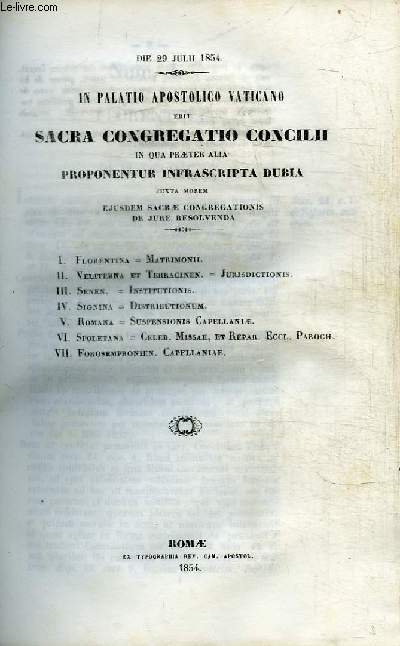 DIE 29 JULII 1854.
IN PALATIO APOSTOLICO VATICANO
ERIT
SACRA CONGREGATIO CONCILII
IN QUA PRÆTER ALIA
PROPONENTUR INFRASCRIPTA DUBIA
JUXTA MOREM
EJUSDEM SACRÆ CONGREGATIONIS
DE JURE RESOLVENDA
I. FLORENTINA = MATRIMONII.
II. VELITERNA ET TERRACINEN. = JURISDICTIONIS.
III. SENEN. = INSTITUTIONIS.
IV. SIGNINA = DISTRIBUTIONUM.
V. ROMANA = SUSPENSIONIS CAPELLANIÆ.
VI. SPOLETANA = CELEB. MISSAE, ET REPAR. ECCL. PAROCH.
VII. FOROSEMPRONIEN. CAPELLANIAE.
ROMÆ
EX TYPOGRAPHIA REV. CAM. APOSTOL.
1854.